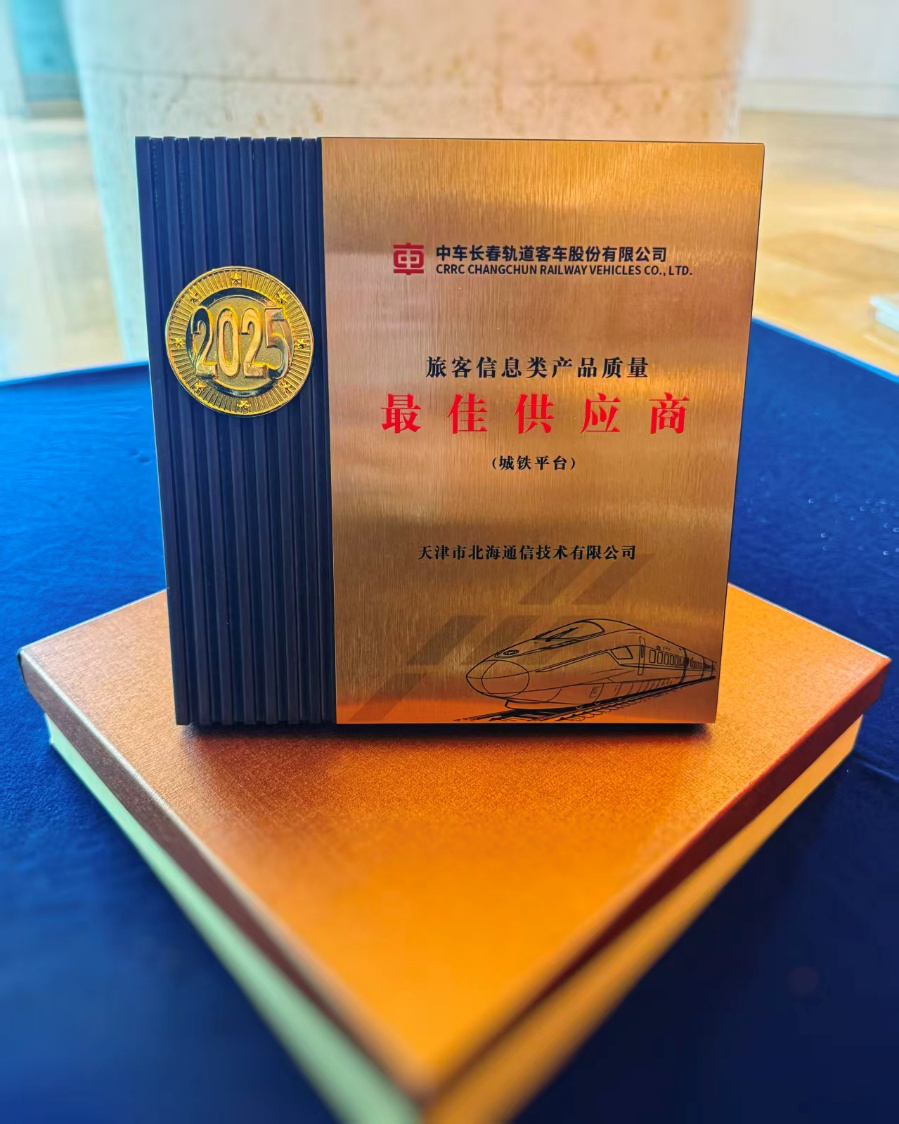 2025
中车长春轨道客车股份有限公司
CRRC CHANGCHUN RAILWAY VEHICLES CO., LTD.
旅客信息类产品质量
最佳供应商
(城铁平台)
天津市北海通信技术有限公司